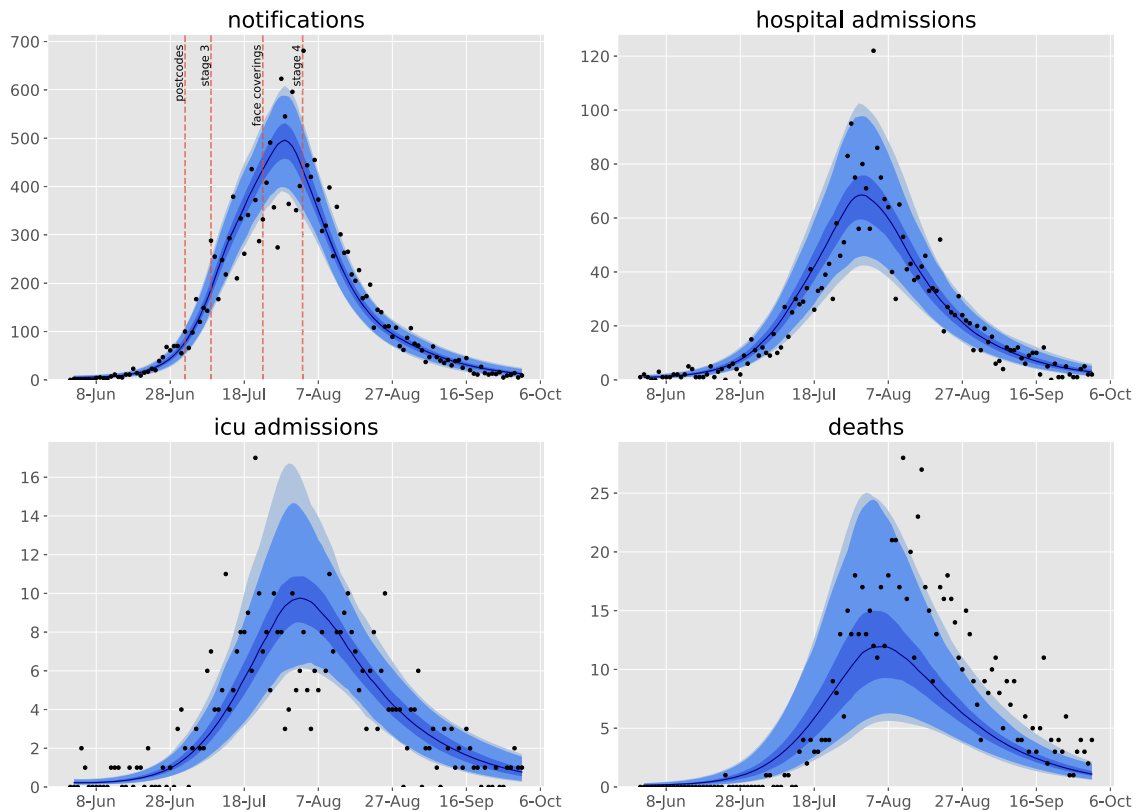 notifications
700
600
500
400
300
200
100
0
postcodes
stage 3
face coverings
stage 4
8-Jun 28-Jun 18-Jul 7-Aug 27-Aug 16-Sep 6-Oct
hospital admissions
120
100
80
60
40
20
0
8-Jun 28-Jun 18-Jul 7-Aug 27-Aug 16-Sep 6-Oct
icu admissions
16
14
12
10
8
6
4
2
0
8-Jun 28-Jun 18-Jul 7-Aug 27-Aug 16-Sep 6-Oct
deaths
25
20
15
10
5
0
8-Jun 28-Jun 18-Jul 7-Aug 27-Aug 16-Sep 6-Oct